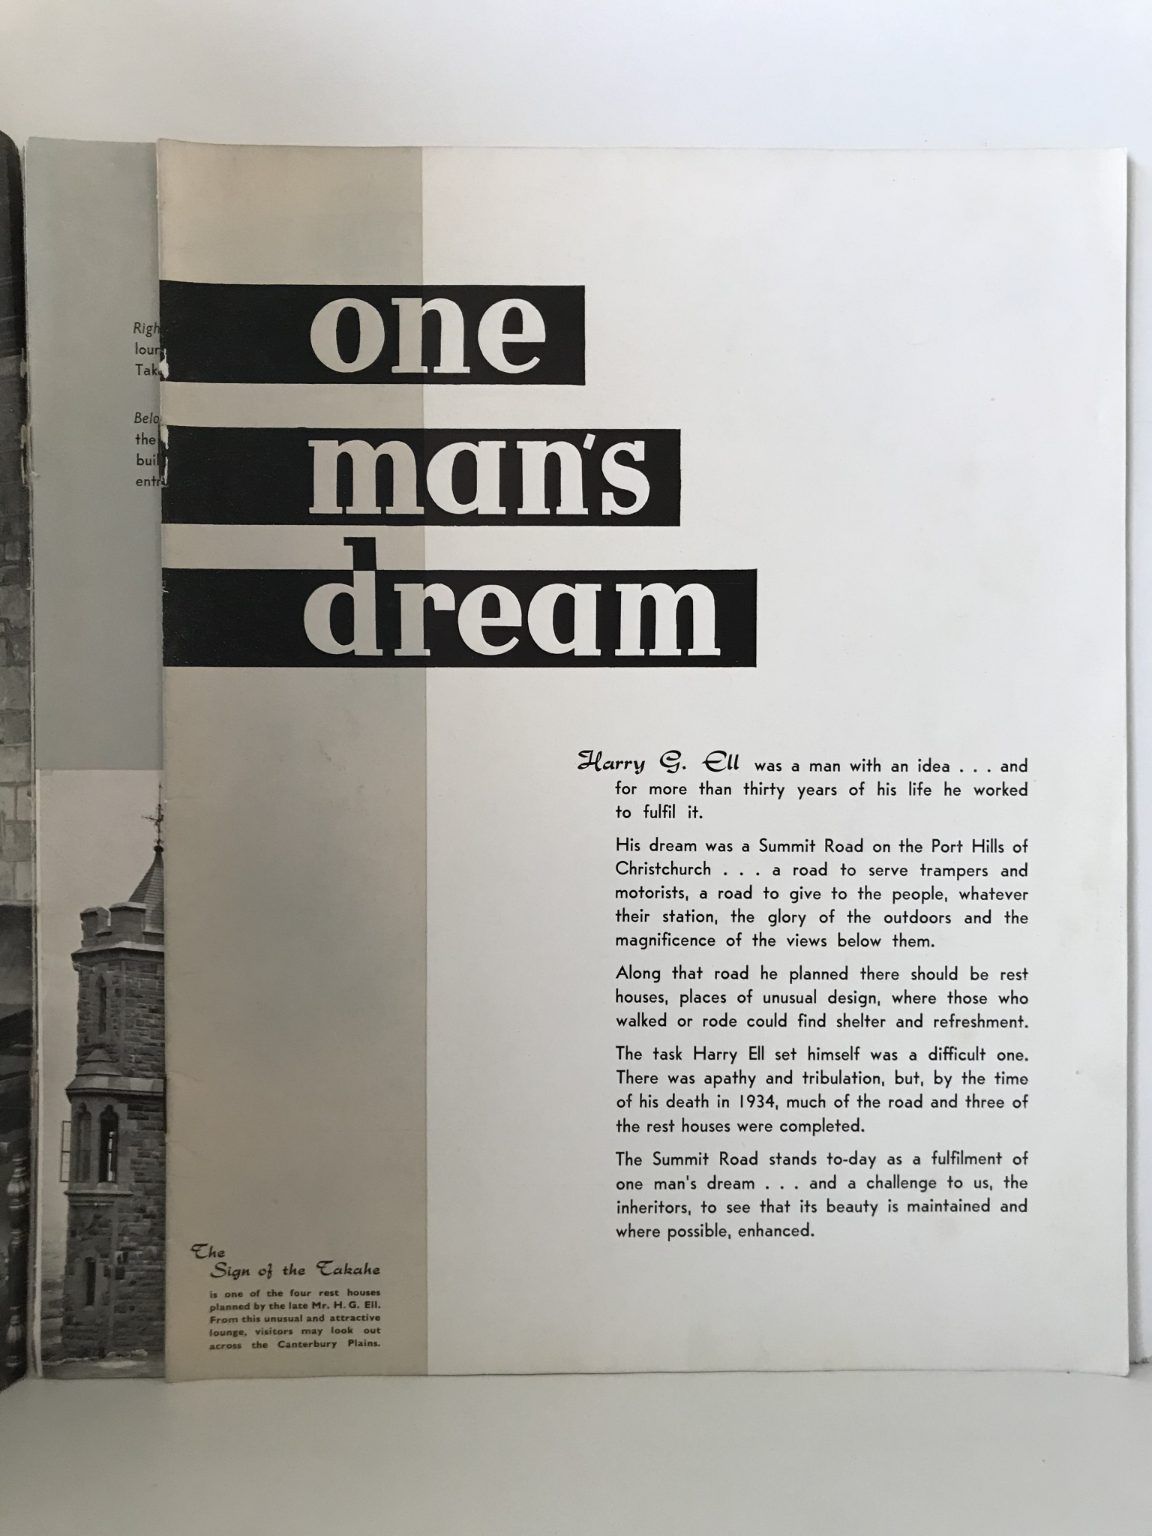 Righ
loun
Tak
Belo
the
buil
entr
one
man's
dream
Harry G. Ell was a man with an idea . . . and
for more than thirty years of his life he worked
to fulfil it.
His dream was a Summit Road on the Port Hills of
Christchurch . . . a road to serve trampers and
motorists, a road to give to the people, whatever
their station, the glory of the outdoors and the
magnificence of the views below them.
Along that road he planned there should be rest
houses, places of unusual design, where those who
walked or rode could find shelter and refreshment.
The task Harry Ell set himself was a difficult one.
There was apathy and tribulation, but, by the time
of his death in 1934, much of the road and three of
the rest houses were completed.
The Summit Road stands to-day as a fulfilment of
one man's dream . . . and a challenge to us, the
inheritors, to see that its beauty is maintained and
where possible, enhanced.
The
Sign of the Takahe
is one of the four rest houses
planned by the late Mr. H. G. Ell.
From this unusual and attractive
lounge, visitors may look out
across the Canterbury Plains.